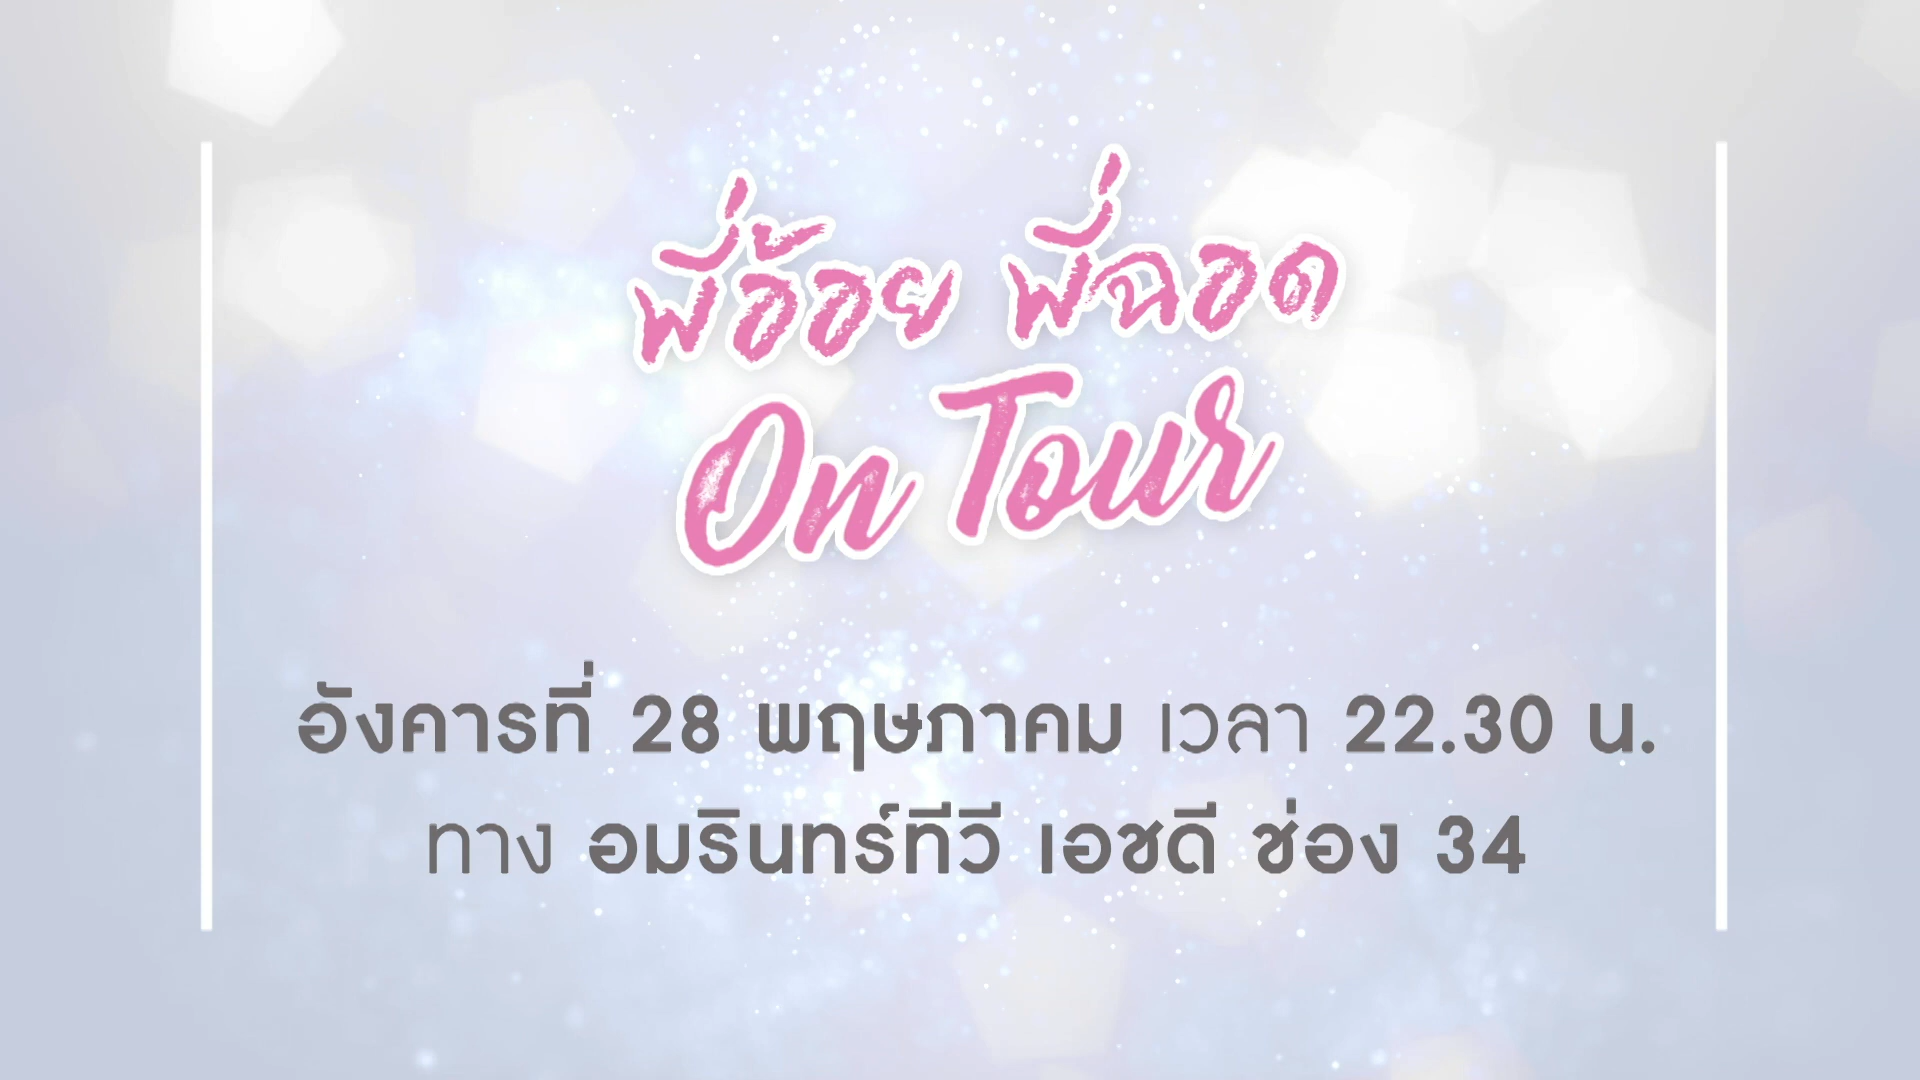 พี่อ้อย พี่ฉอด
On Tour
อังคารที่ 28 พฤษภาคม เวลา 22.30 น.
ทาง อมรินทร์ทีวี เอชดี ช่อง 34